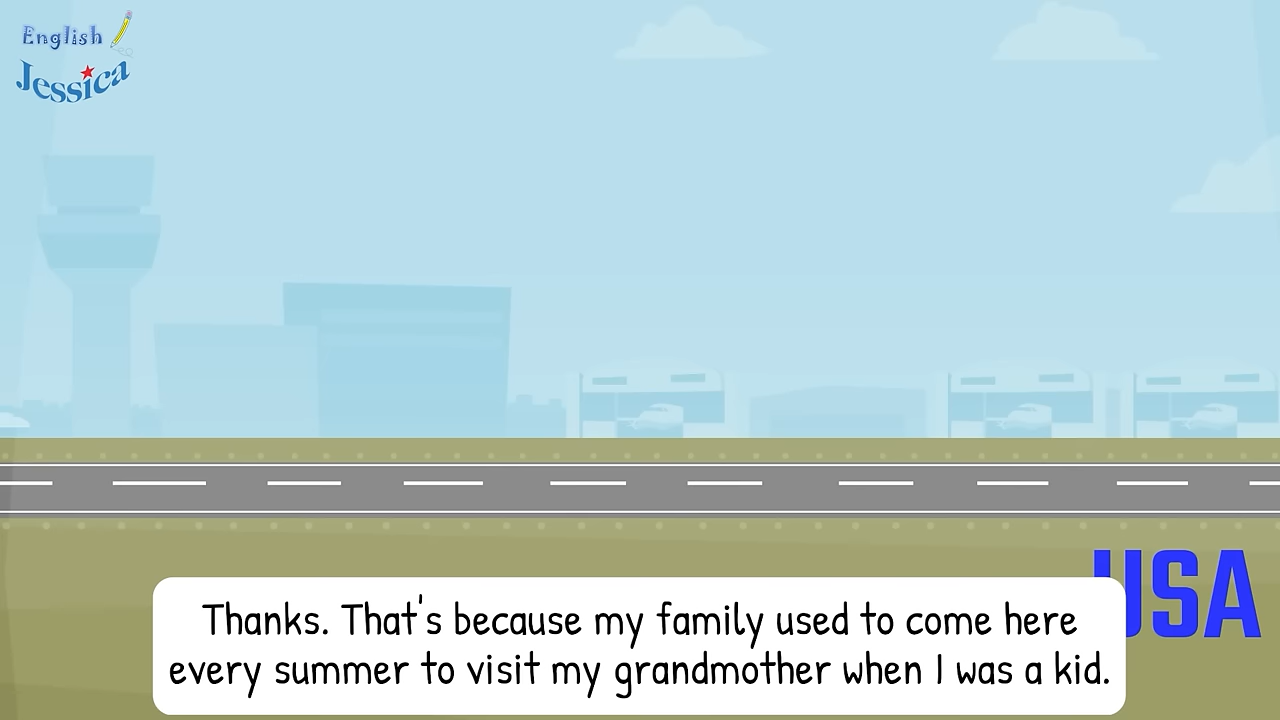 English
Jessica
USA
Thanks. That's because my family used to come here
every summer to visit my grandmother when I was a kid.